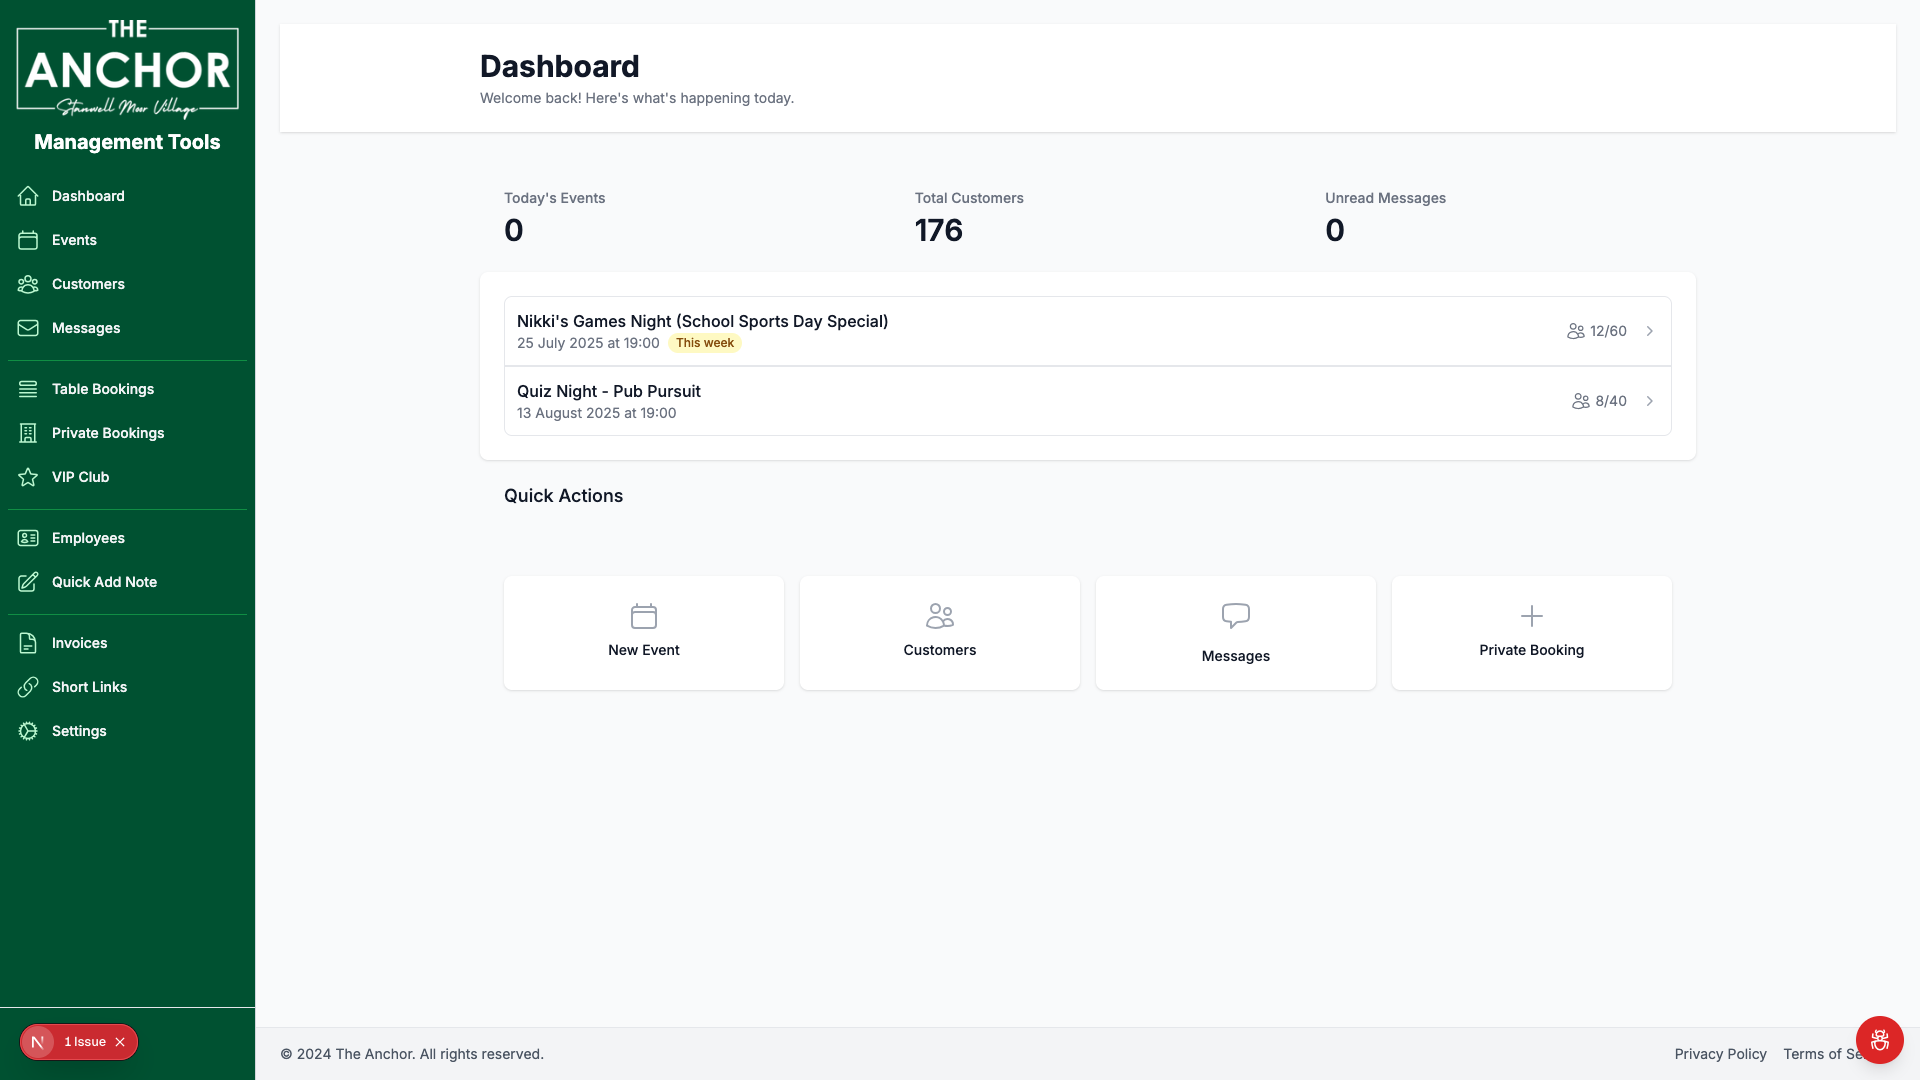 THE
ANCHOR
Stanwell Moor Village
Management Tools
Dashboard
Events
Customers
Messages
Table Bookings
Private Bookings
VIP Club
Employees
Quick Add Note
Invoices
Short Links
Settings
N 1 Issue
Dashboard
Welcome back! Here's what's happening today.
Today's Events
0
Total Customers
176
Unread Messages
0
Nikki's Games Night (School Sports Day Special)
25 July 2025 at 19:00 This week
12/60
Quiz Night - Pub Pursuit
13 August 2025 at 19:00
8/40
Quick Actions
New Event
Customers
Messages
Private Booking
© 2024 The Anchor. All rights reserved.
Privacy Policy Terms of Se